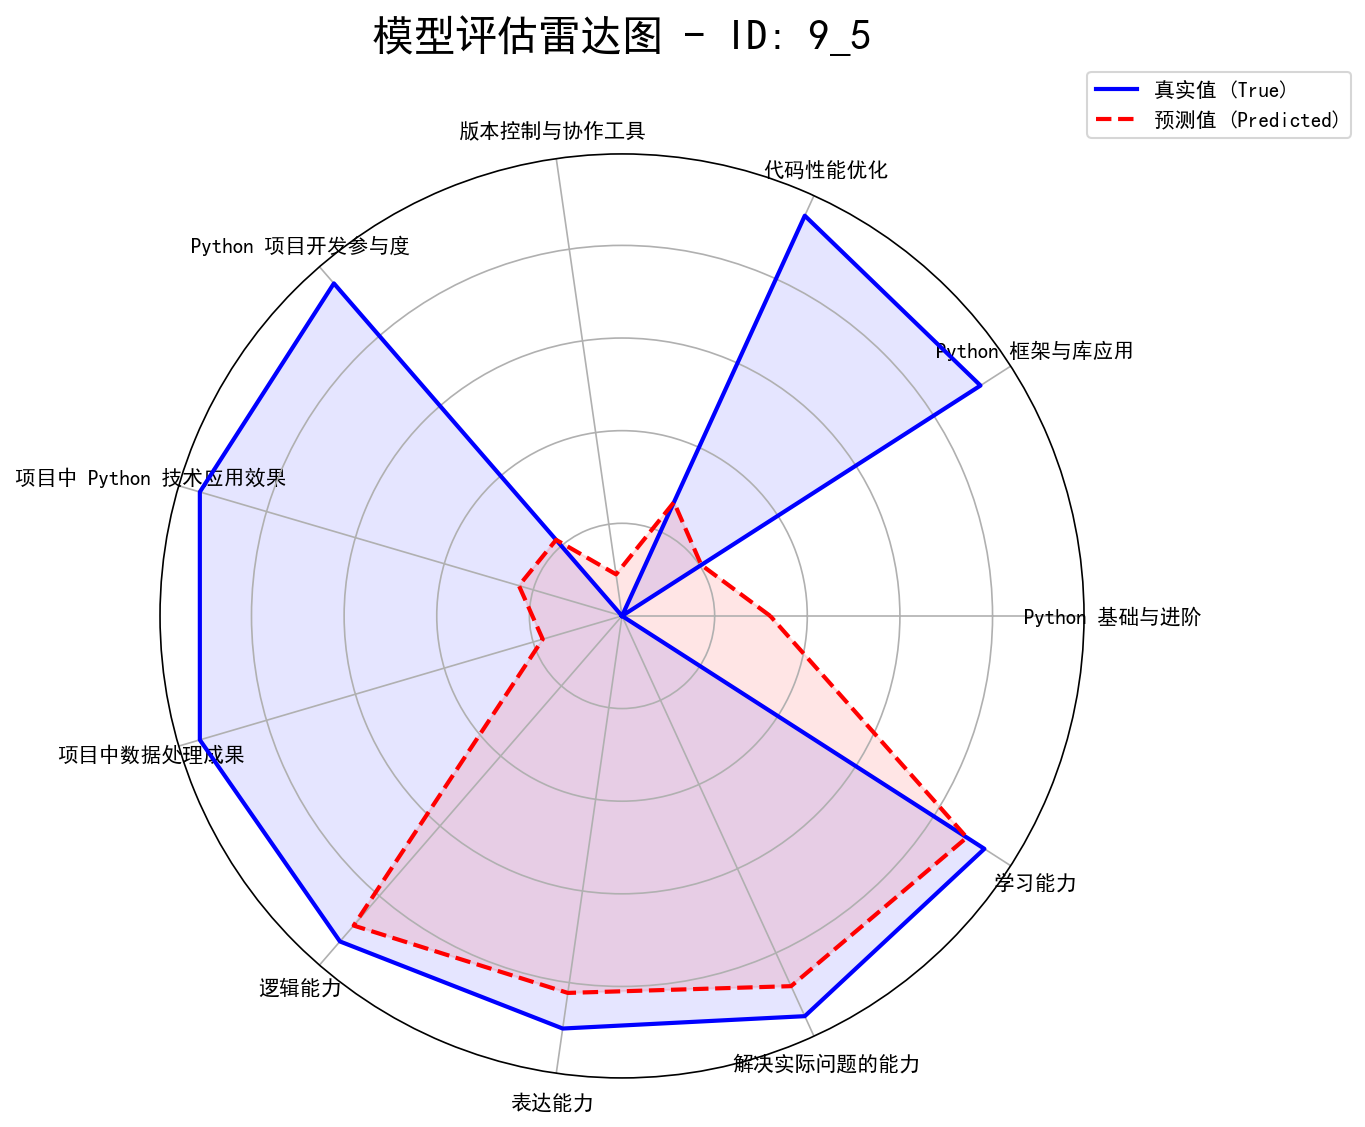 模型评估雷达图 - ID: 9_5
真实值 (True)
预测值 (Predicted)
版本控制与协作工具
代码性能优化
Python 项目开发参与度
Python 框架与库应用
项目中 Python 技术应用效果
Python 基础与进阶
项目中数据处理成果
学习能力
逻辑能力
解决实际问题的能力
表达能力